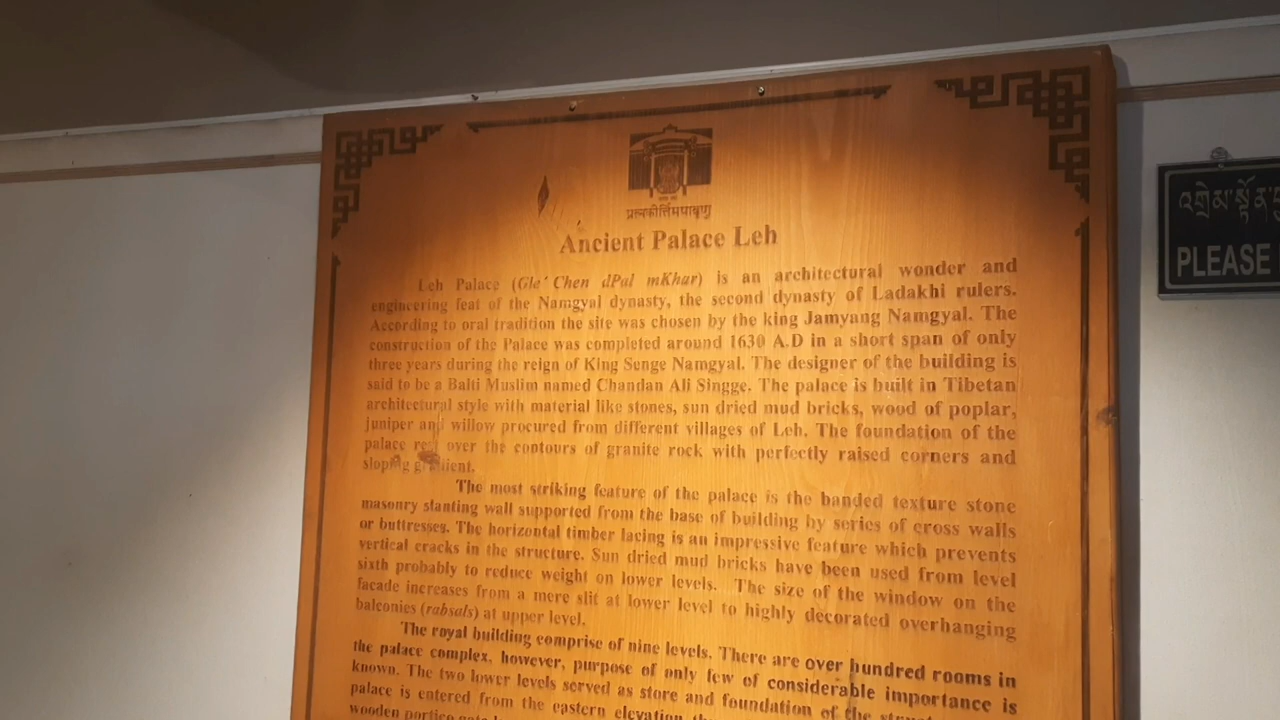 प्रत्नकीर्तिमपावृणु
Ancient Palace Leh
Leh Palace (Gle' Chen dPal mKhar) is an architectural wonder and
engineering feat of the Namgyal dynasty, the second dynasty of Ladakhi rulers.
According to oral tradition the site was chosen by the king Jamyang Namgyal. The
construction of the Palace was completed around 1630 A.D in a short span of only
three years during the reign of King Senge Namgyal. The designer of the building is
said to be a Balti Muslim named Chandan Ali Singge. The palace is built in Tibetan
architectural style with material like stones, sun dried mud bricks, wood of poplar,
juniper and willow procured from different villages of Leh. The foundation of the
palace over the contours of granite rock with perfectly raised corners and
sloping gradient.
The most striking feature of the palace is the banded texture stone
masonry slanting wall supported from the base of building by series of cross walls
or buttresses. The horizontal timber lacing is an impressive feature which prevents
vertical cracks in the structure. Sun dried mud bricks have been used from level
sixth probably to reduce weight on lower levels. The size of the window on the
facade increases from a mere slit at lower level to highly decorated overhanging
balconies (rabsals) at upper level.
The royal building comprise of nine levels. There are over hundred rooms in
the palace complex, however, purpose of only few of considerable importance is
known. The two lower levels served as store and foundation of the
palace is entered from the eastern elevation
wooden portico
འགྲེམ་སྟོན་
PLEASE